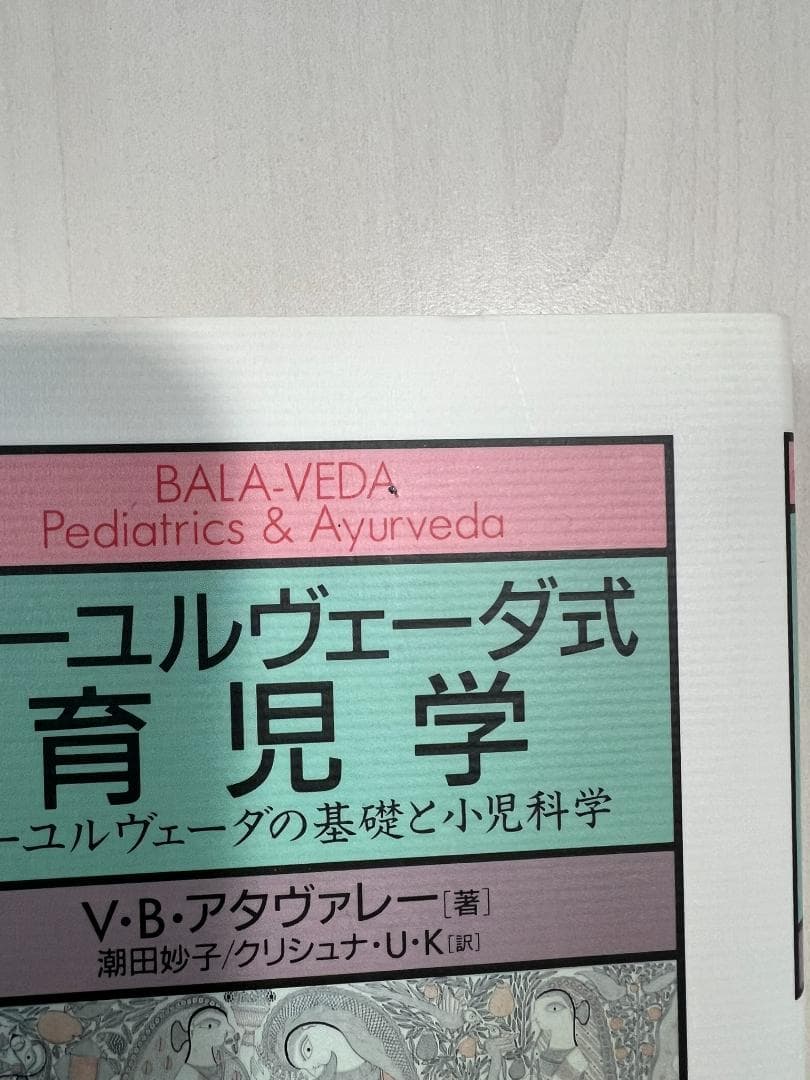 BALA-VEDA
Pediatrics & Ayurveda
ーユルヴェーダ式
育児学
ーユルヴェーダの基礎と小児科学
V・B・アタヴァレー[著]
潮田妙子/クリシュナ・U・K[訳]